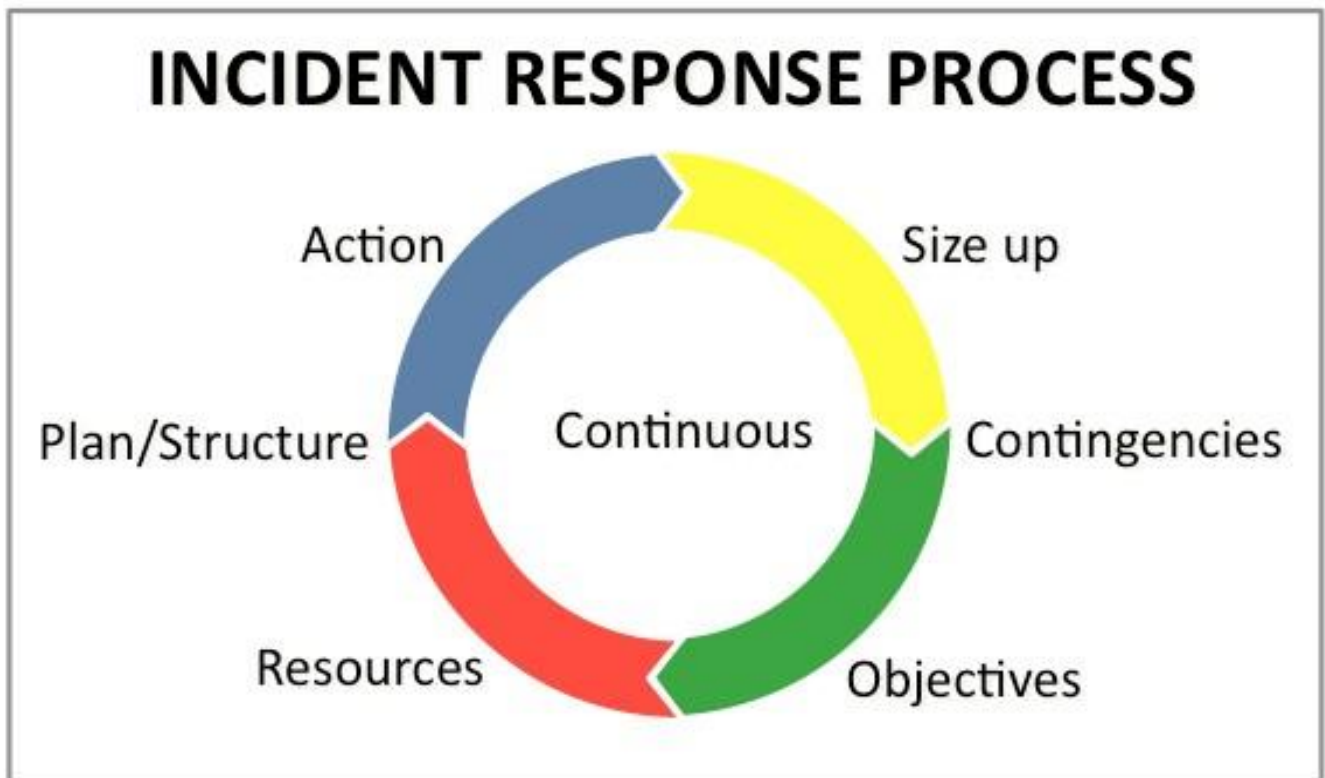 INCIDENT RESPONSE PROCESS
Action
Size up
Plan/Structure
Continuous
Contingencies
Resources
Objectives